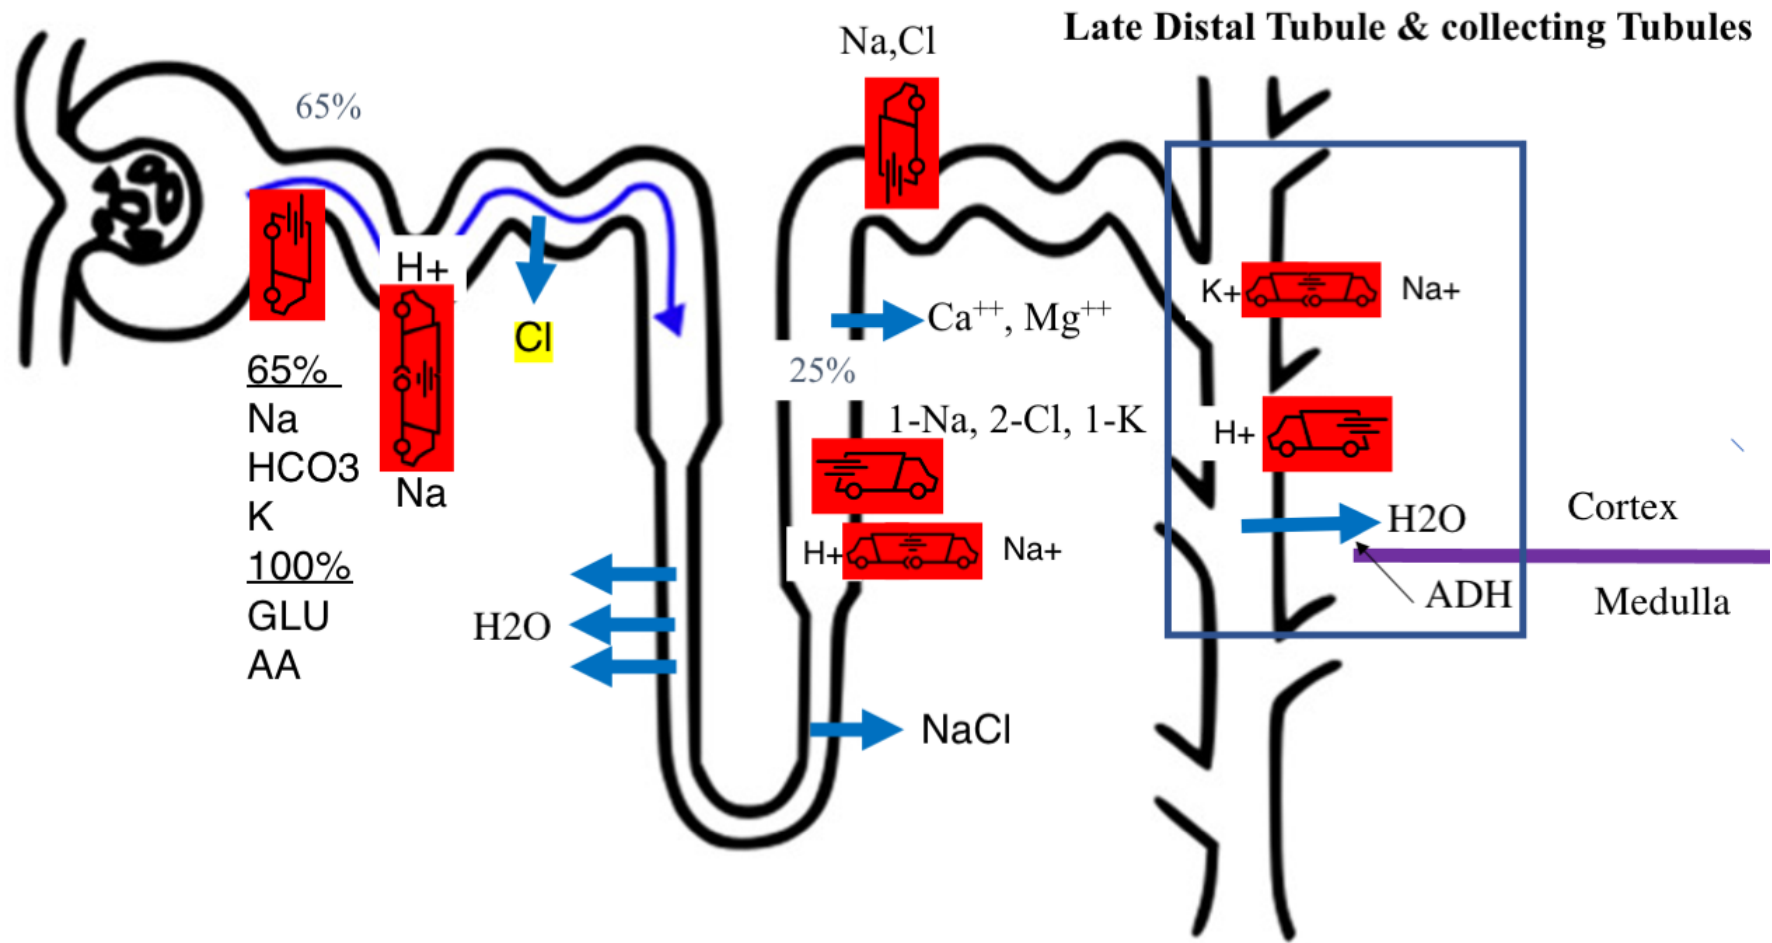 Late Distal Tubule & collecting Tubules
Na,Cl
65%
H+
Cl
65%
Na
HCO3
K
100%
GLU
AA
Na
H2O
Ca++, Mg++
25%
1-Na, 2-Cl, 1-K
H+ Na+
NaCl
K+ Na+
H+
H2O
ADH
Cortex
Medulla